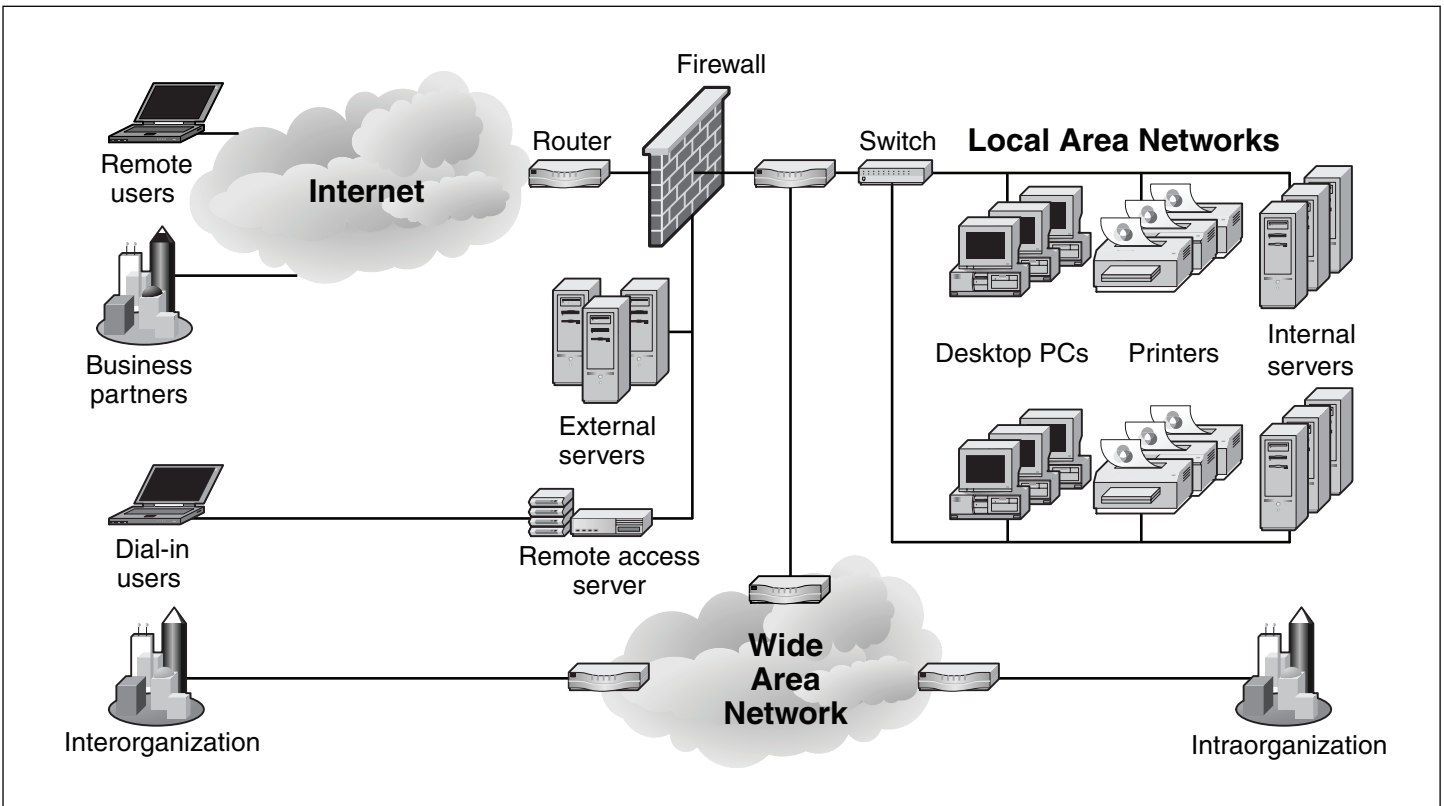 Firewall
Remote
users
Internet
Router
Switch
Local Area Networks
Business
partners
External
servers
Desktop PCs
Printers
Internal
servers
Dial-in
users
Remote access
server
Wide
Area
Network
Interorganization
Intraorganization